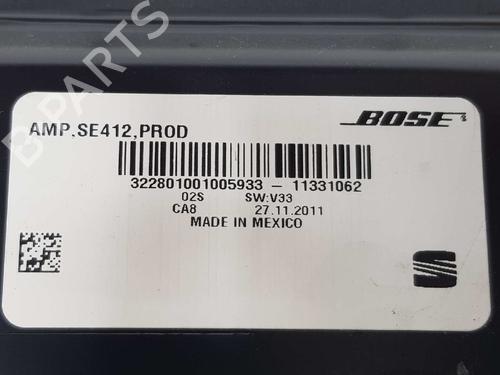 B-PARTS
AMP.SE412,PROD
BOSE
322801001005933 - 11331062
02S SW:V33
CA8 27.11.2011
MADE IN MEXICO